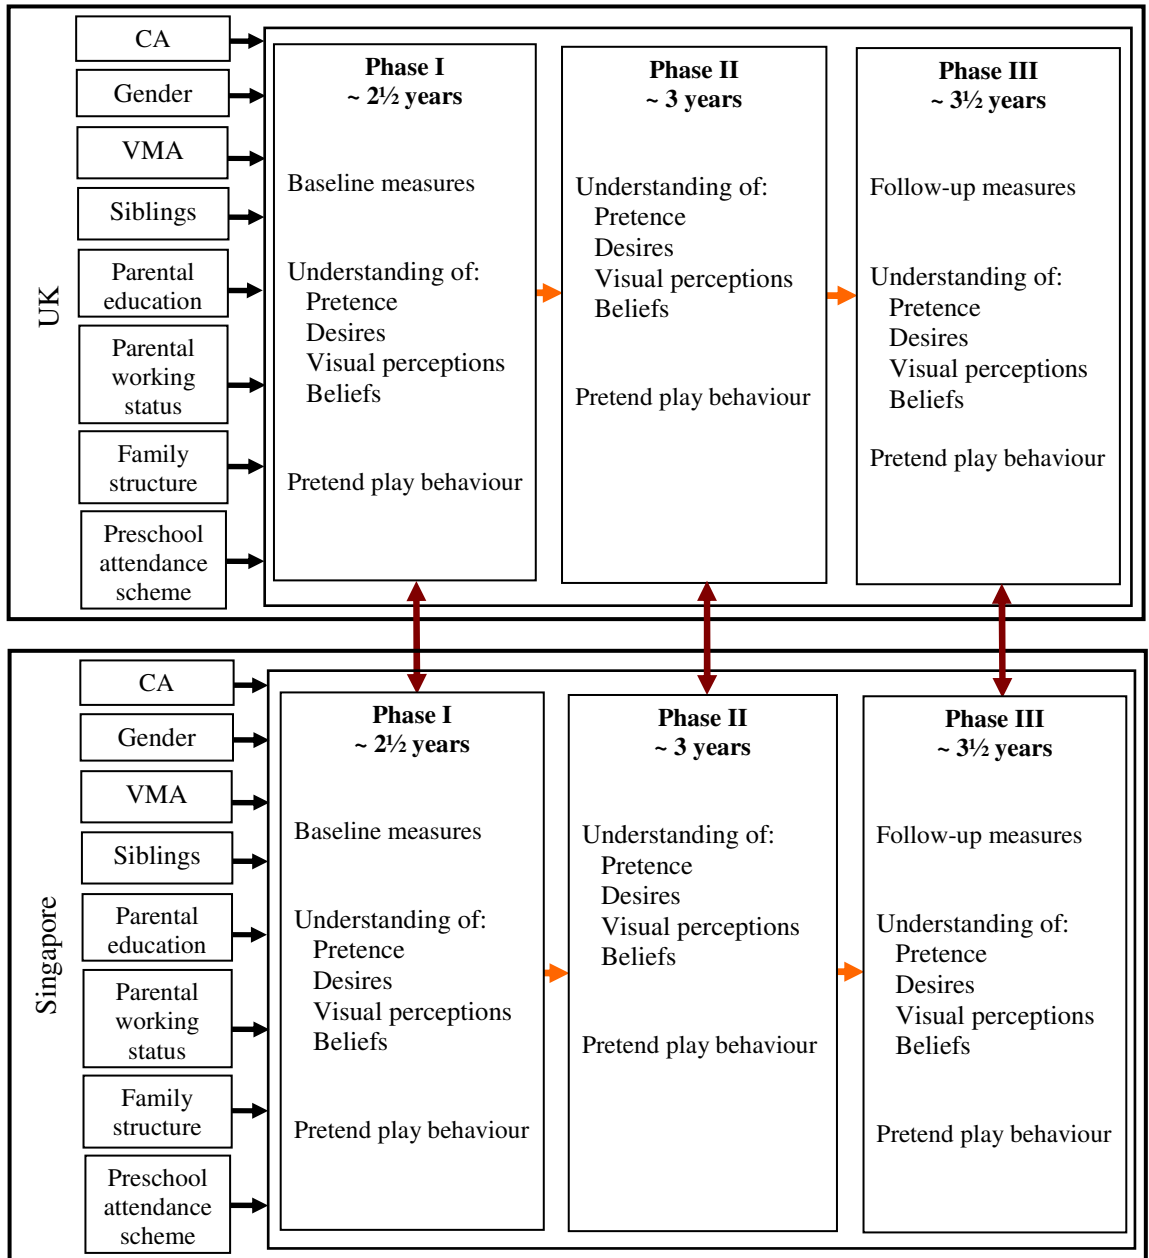 UK
CA
Gender
VMA
Siblings
Parental
education
Parental
working
status
Family
structure
Preschool
attendance
scheme
Phase I
~ 2½ years
Baseline measures
Understanding of:
Pretence
Desires
Visual perceptions
Beliefs
Pretend play behaviour
Phase II
~ 3 years
Understanding of:
Pretence
Desires
Visual perceptions
Beliefs
Pretend play behaviour
Phase III
~ 3½ years
Follow-up measures
Understanding of:
Pretence
Desires
Visual perceptions
Beliefs
Pretend play behaviour
Singapore
CA
Gender
VMA
Siblings
Parental
education
Parental
working
status
Family
structure
Preschool
attendance
scheme
Phase I
~ 2½ years
Baseline measures
Understanding of:
Pretence
Desires
Visual perceptions
Beliefs
Pretend play behaviour
Phase II
~ 3 years
Understanding of:
Pretence
Desires
Visual perceptions
Beliefs
Pretend play behaviour
Phase III
~ 3½ years
Follow-up measures
Understanding of:
Pretence
Desires
Visual perceptions
Beliefs
Pretend play behaviour